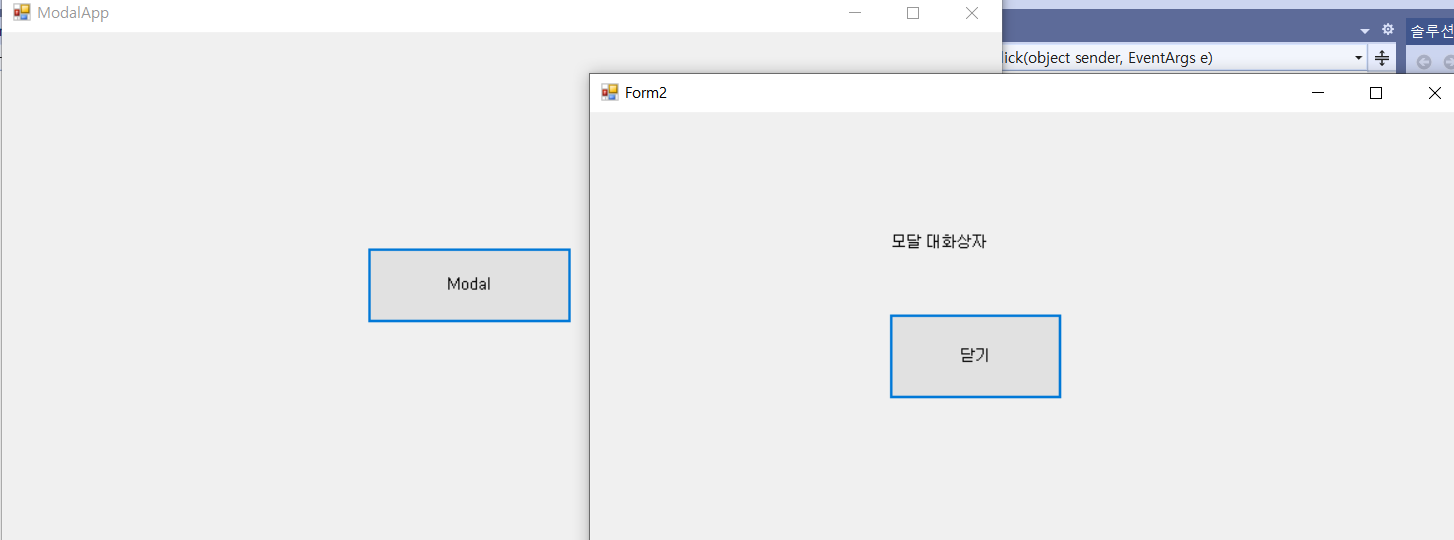 ModalApp
솔루션
lick(object sender, EventArgs e)
Form2
모달 대화상자
Modal
닫기